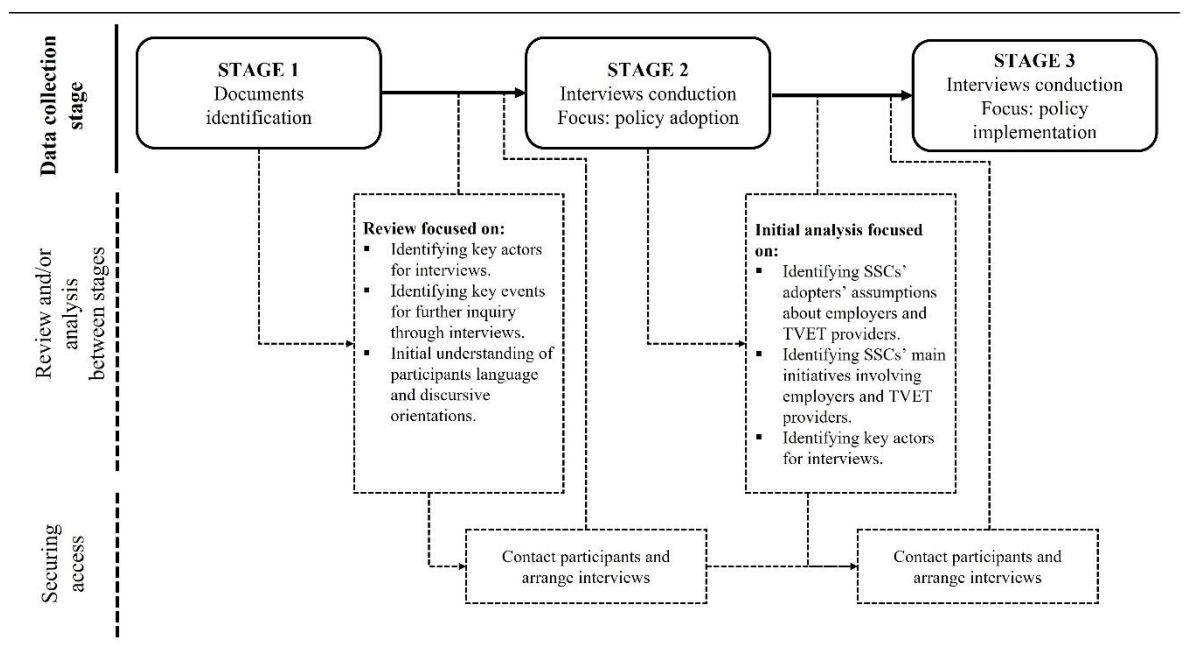 Data collection
stage
STAGE 1
Documents
identification
STAGE 2
Interviews conduction
Focus: policy adoption
STAGE 3
Interviews conduction
Focus: policy
implementation
Review and/or
analysis
between stages
Review focused on:
▪ Identifying key actors
for interviews.
▪ Identifying key events
for further inquiry
through interviews.
▪ Initial understanding of
participants language
and discursive
orientations.
Initial analysis focused
on:
▪ Identifying SSCs’
adopters’ assumptions
about employers and
TVET providers.
▪ Identifying SSCs’ main
initiatives involving
employers and TVET
providers.
▪ Identifying key actors
for interviews.
Securing
access
Contact participants and
arrange interviews
Contact participants and
arrange interviews